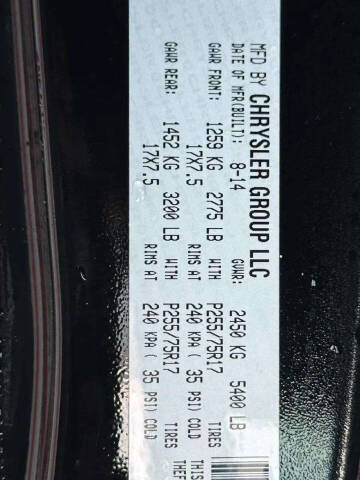 MFD BY CHRYSLER GROUP LLC
DATE OF MFR(BUILT): 8-14 GVWR: 2450 KG 5400 LB
GAWR FRONT: 1259 KG 2775 LB WITH P255/75R17 TIRES
17X7.5 RIMS AT 240 KPA ( 35 PSI) COLD
GAWR REAR: 1452 KG 3200 LB WITH P255/75R17 TIRES
17X7.5 RIMS AT 240 KPA ( 35 PSI) COLD
THIS
THEF